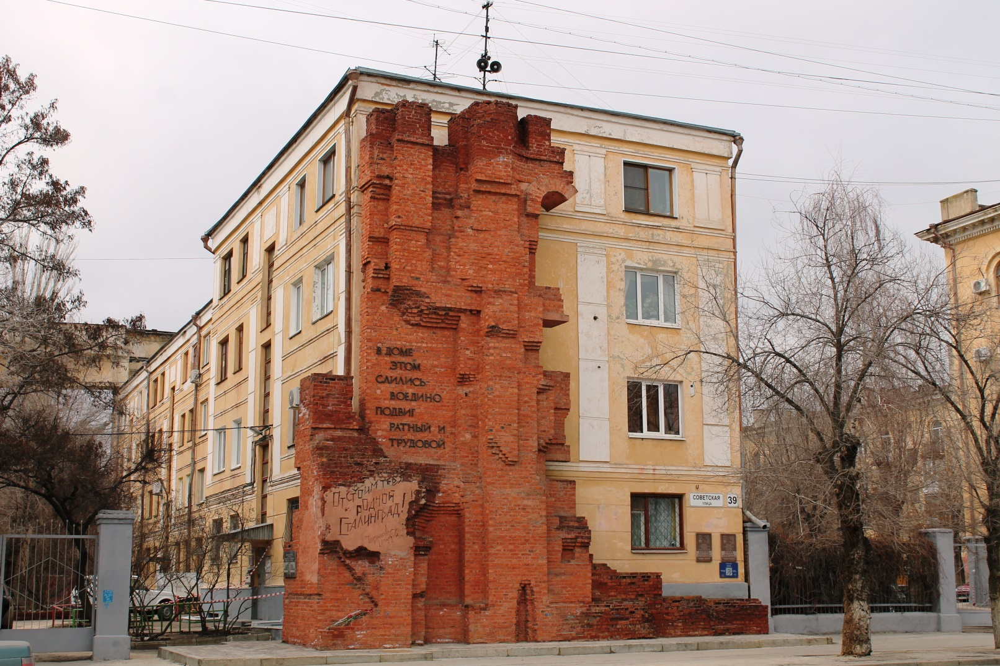 В ДОМЕ
ЭТОМ
СЛИЛИСЬ
ВОЕДИНО
ПОДВИГ
РАТНЫЙ И
ТРУДОВОЙ
ОТСТОИМ ТЕБЯ
РОДНОЙ
СТАЛИНГРАД!
СОВЕТСКАЯ
УЛИЦА
39